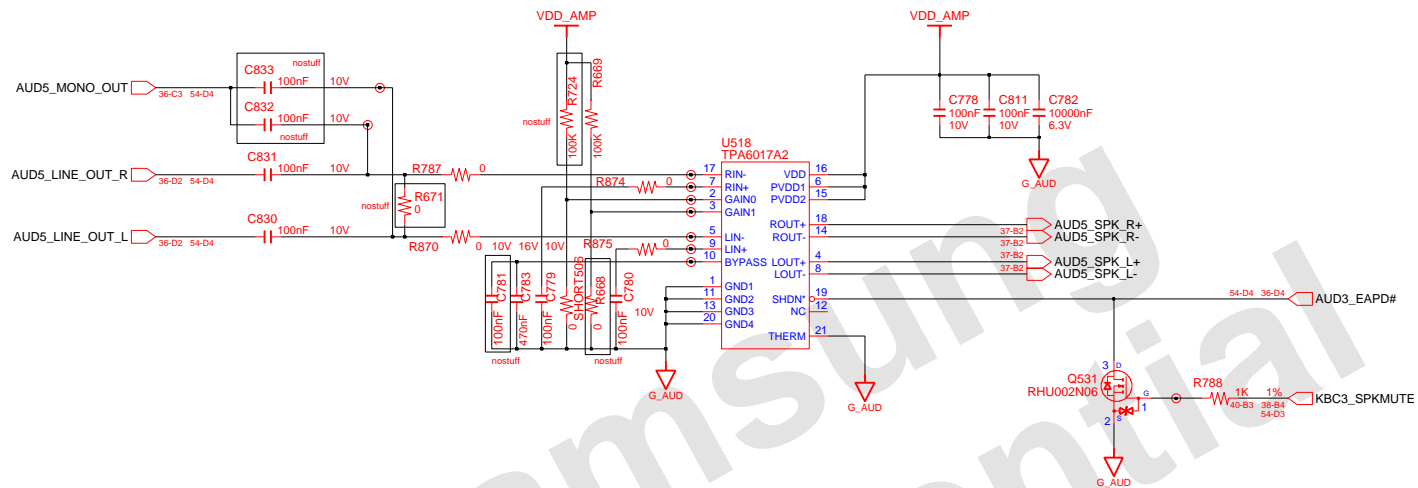 VDD_AMP
VDD_AMP
nostuff
C833
100nF 10V
AUD5_MONO_OUT
36-C3 54-D4
C832
100nF 10V
nostuff
C831
100nF 10V
AUD5_LINE_OUT_R
36-D2 54-D4
R787 0
R671
0
nostuff
C830
100nF 10V
AUD5_LINE_OUT_L
36-D2 54-D4
R870 0
nostuff
R724
100K
R669
100K
R874 0
R875 0
10V 16V 10V
C781
100nF
nostuff
C783
470nF
C779
100nF
SHORT506
0
R668
0
nostuff
C780
100nF
10V
G_AUD
U518
TPA6017A2
17 RIN- VDD 16
7 RIN+ PVDD1 6
2 GAIN0 PVDD2 15
3 GAIN1
ROUT+ 18
5 LIN- ROUT- 14
9 LIN+
10 BYPASS LOUT+ 4
LOUT- 8
1 GND1
11 GND2 SHDN* 19
13 GND3 NC 12
20 GND4
THERM 21
G_AUD
C778
100nF
10V
C811
100nF
10V
C782
10000nF
6.3V
G_AUD
AUD5_SPK_R+
37-B2
AUD5_SPK_R-
37-B2
AUD5_SPK_L+
37-B2
AUD5_SPK_L-
37-B2
54-D4 36-D4
AUD3_EAPD#
3 D
Q531
RHU002N06
G
1
S
2
G_AUD
R788
1K 1%
40-B3 38-B4
54-D3
KBC3_SPKMUTE
amsung
ential